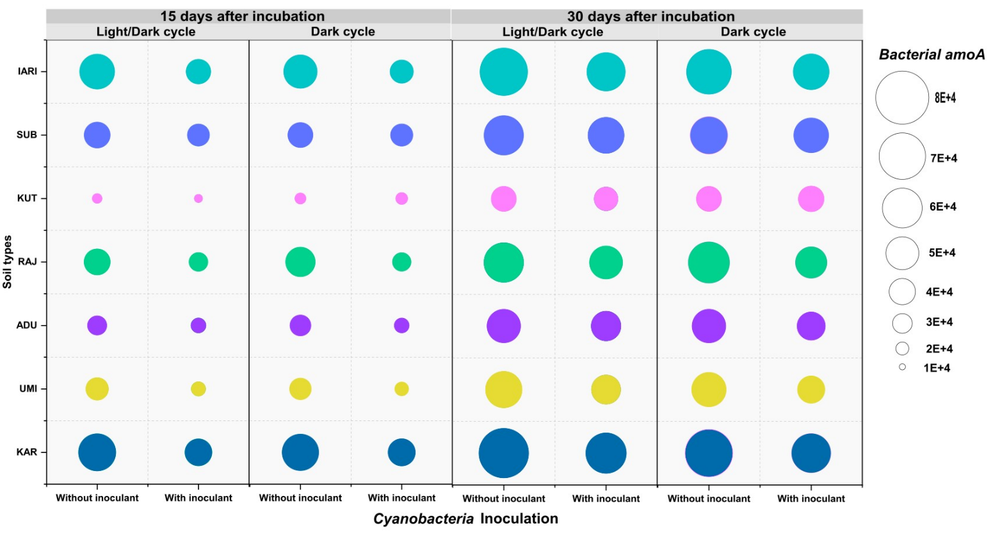 15 days after incubation
30 days after incubation
Light/Dark cycle
Dark cycle
Light/Dark cycle
Dark cycle
Bacterial amoA
IARI
SUB
KUT
RAJ
ADU
UMI
KAR
Soil types
8E+4
7E+4
6E+4
5E+4
4E+4
3E+4
2E+4
1E+4
Without inoculant
With inoculant
Without inoculant
With inoculant
Without inoculant
With inoculant
Without inoculant
With inoculant
Cyanobacteria Inoculation